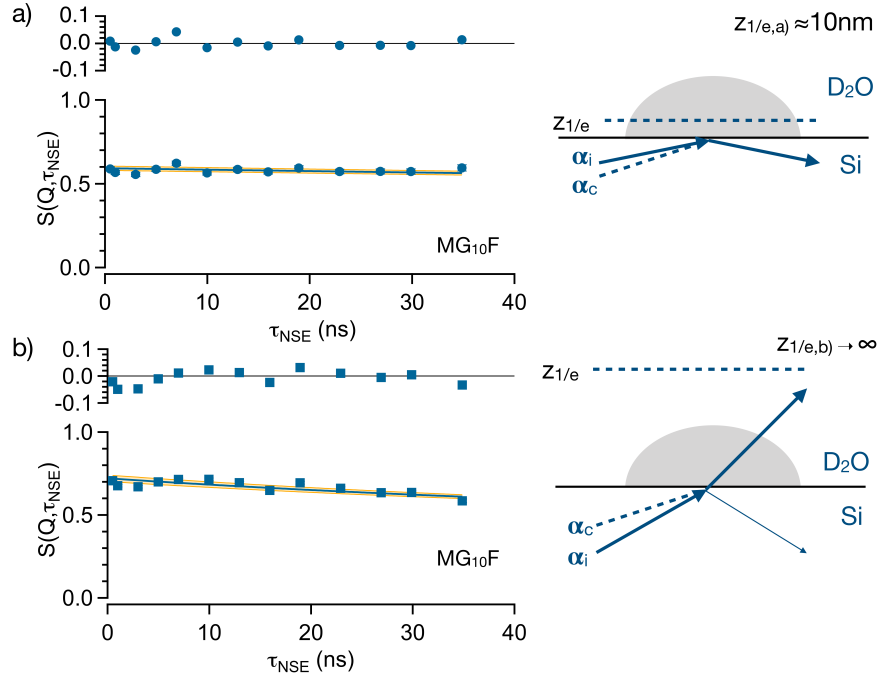 a)
0.1
0.0
-0.1
1.0
0.5
0.0
S(Q,τNSE)
MG₁₀F
0 10 20 30 40
τNSE (ns)
z1/e,a) ≈10nm
D₂O
z1/e
αi
αc
Si
b)
0.1
0.0
-0.1
1.0
0.5
0.0
S(Q,τNSE)
MG₁₀F
0 10 20 30 40
τNSE (ns)
z1/e,b) → ∞
z1/e
D₂O
Si
αc
αi